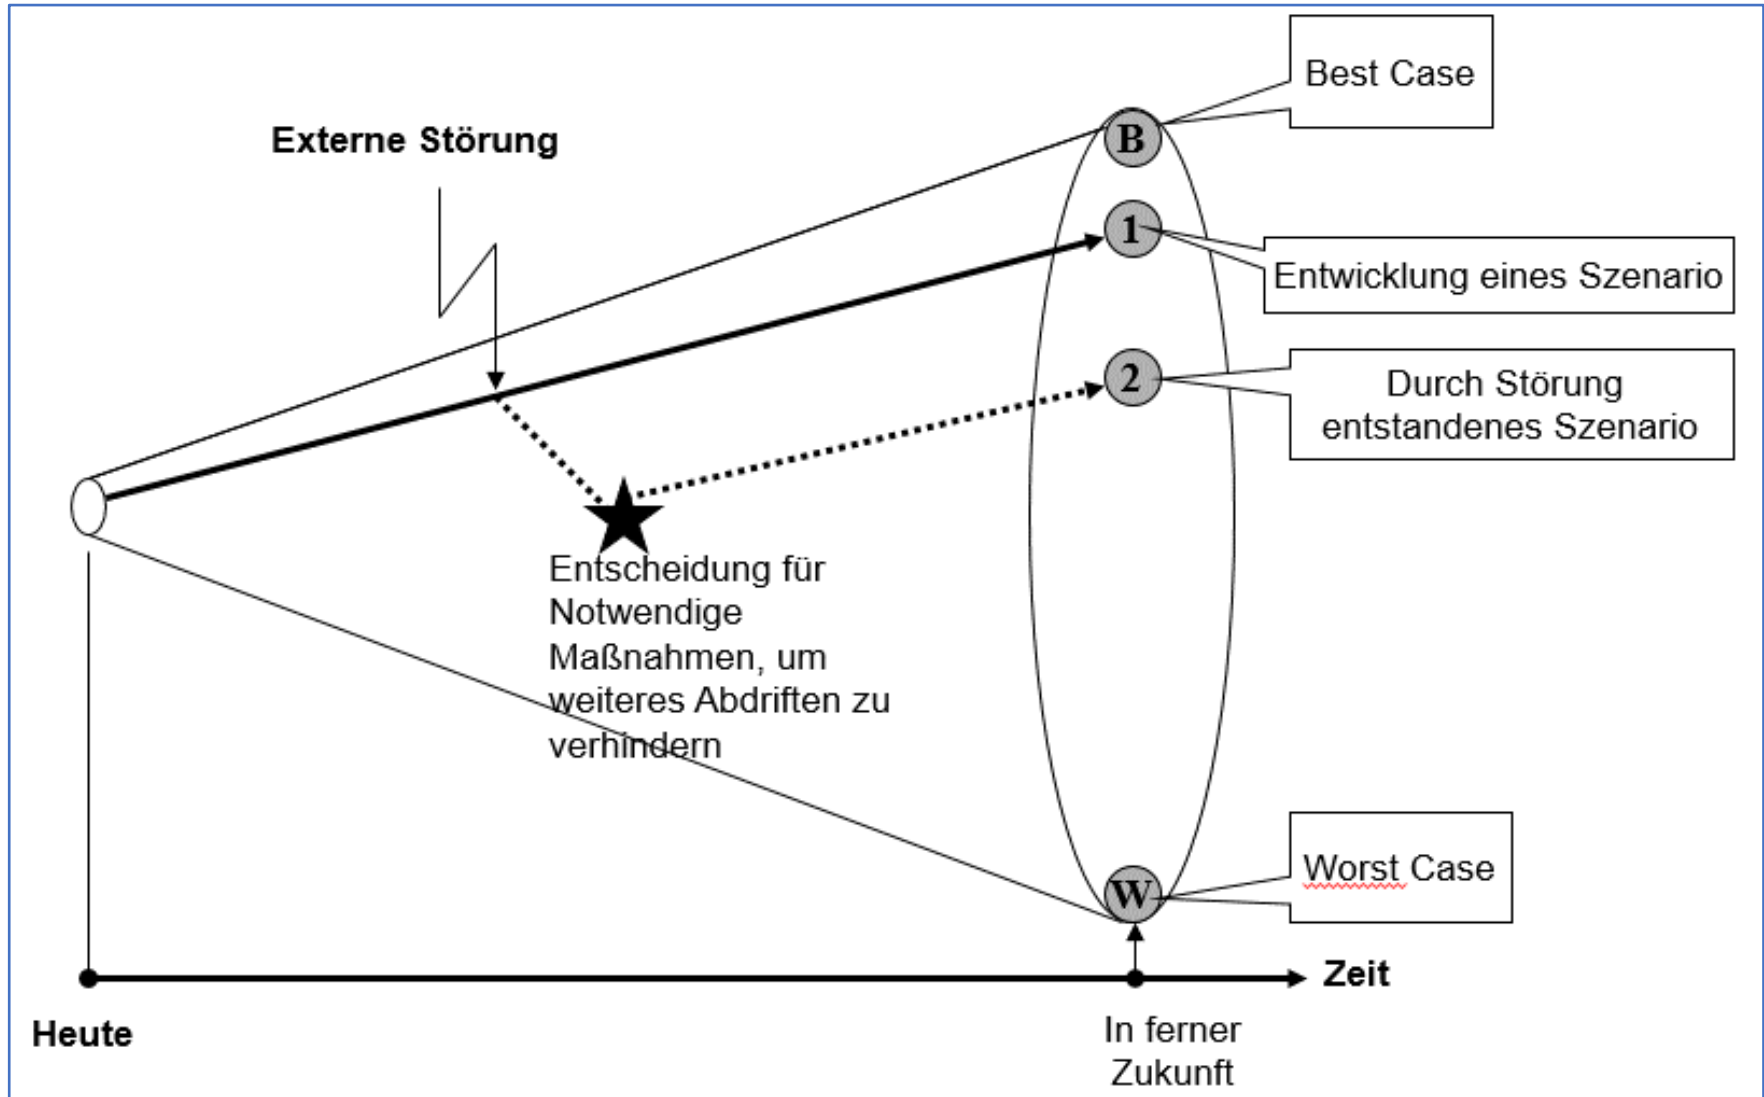 Best Case
Externe Störung
B
1
Entwicklung eines Szenario
2
Durch Störung
entstandenes Szenario
Entscheidung für
Notwendige
Maßnahmen, um
weiteres Abdriften zu
verhindern
Worst Case
W
Zeit
Heute
In ferner
Zukunft